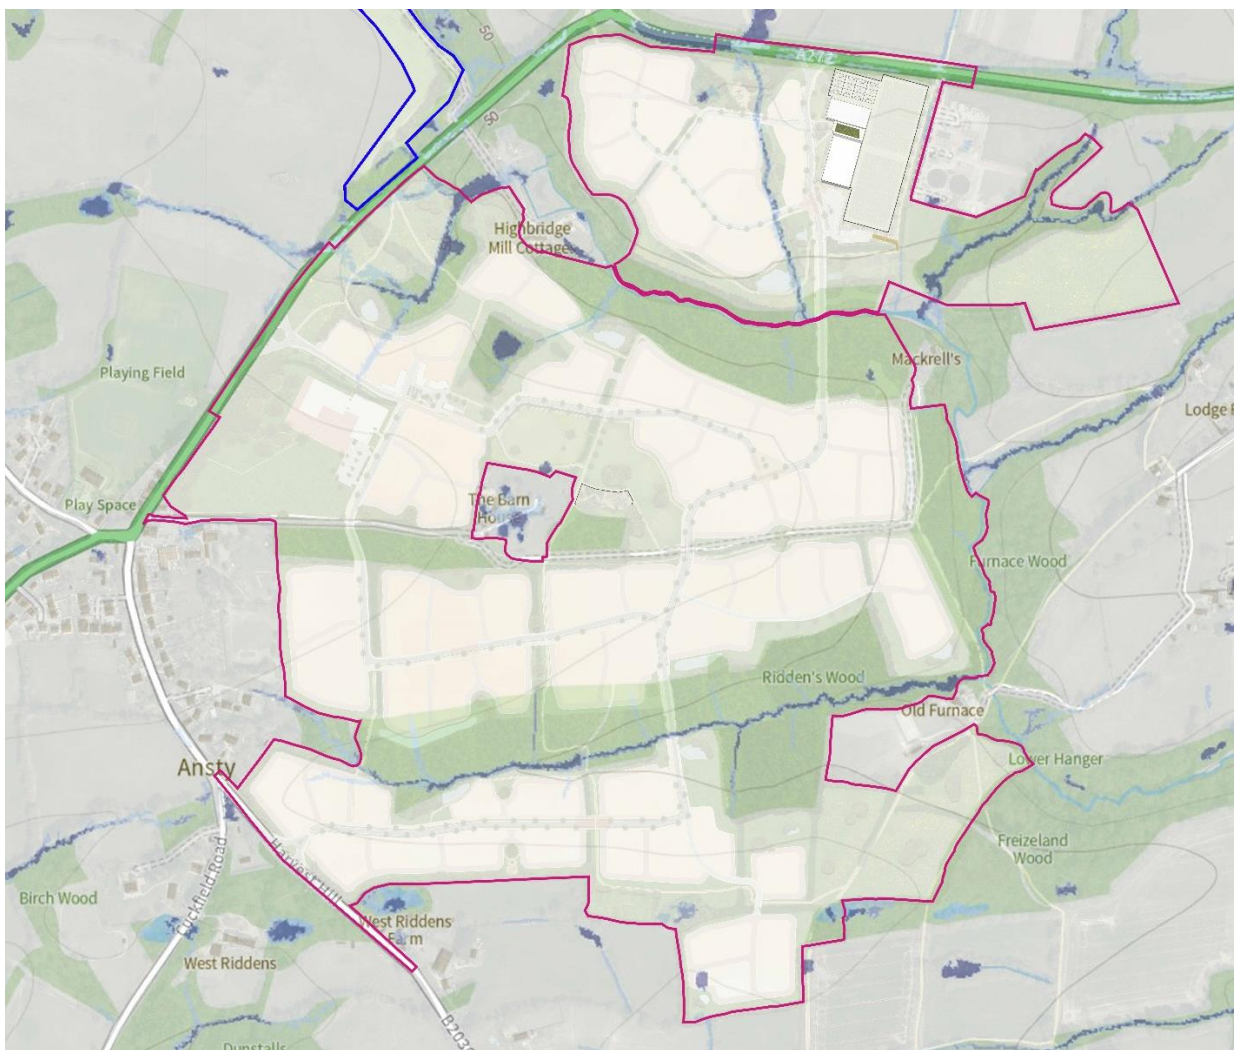 50
A272
50
Highbridge
Mill Cottage
Playing Field
Mackrell's
Lodge
Play Space
The Barn
House
Furnace Wood
Ridden's Wood
Old Furnace
Ansty
Lower Hanger
Harvest Hill
Cuckfield Road
Freizeland
Wood
Birch Wood
West Riddens
Farm
West Riddens
B2036
Dunstalls